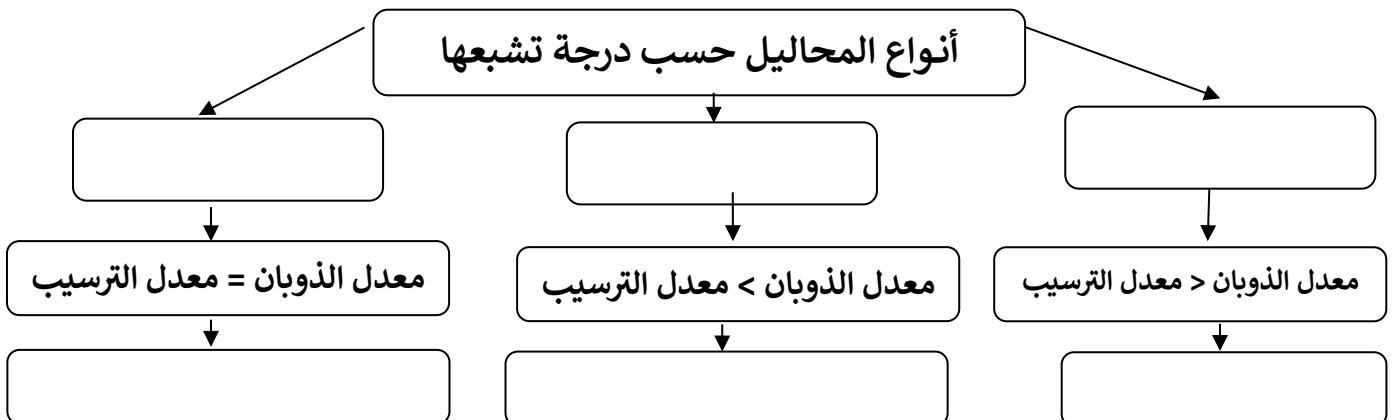 أنواع المحاليل حسب درجة تشبعها
معدل الذوبان > معدل الترسيب
معدل الذوبان < معدل الترسيب
معدل الذوبان = معدل الترسيب